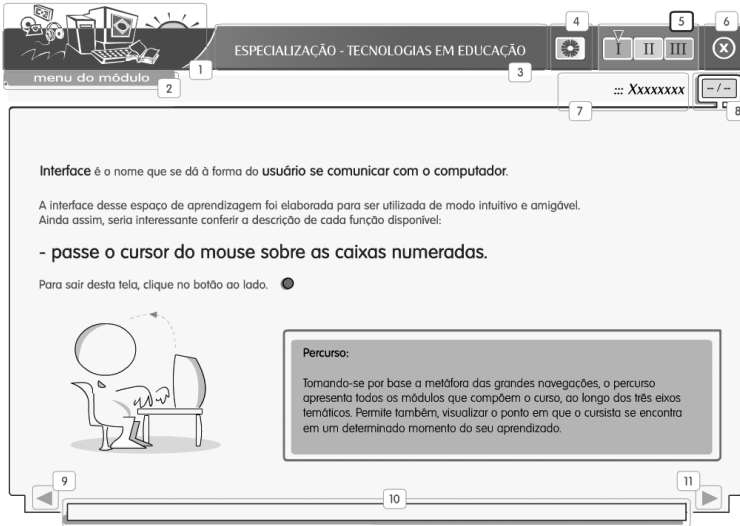 4
5
6
ESPECIALIZAÇÃO - TECNOLOGIAS EM EDUCAÇÃO
I II III
X
1
3
menu do módulo
2
::: Xxxxxxxx
-- / --
7
8
Interface é o nome que se dá à forma do usuário se comunicar com o computador.
A interface desse espaço de aprendizagem foi elaborada para ser utilizada de modo intuitivo e amigável.
Ainda assim, seria interessante conferir a descrição de cada função disponível:
- passe o cursor do mouse sobre as caixas numeradas.
Para sair desta tela, clique no botão ao lado.
Percurso:
Tomando-se por base a metáfora das grandes navegações, o percurso
apresenta todos os módulos que compõem o curso, ao longo dos três eixos
temáticos. Permite também, visualizar o ponto em que o cursista se encontra
em um determinado momento do seu aprendizado.
9
10
11